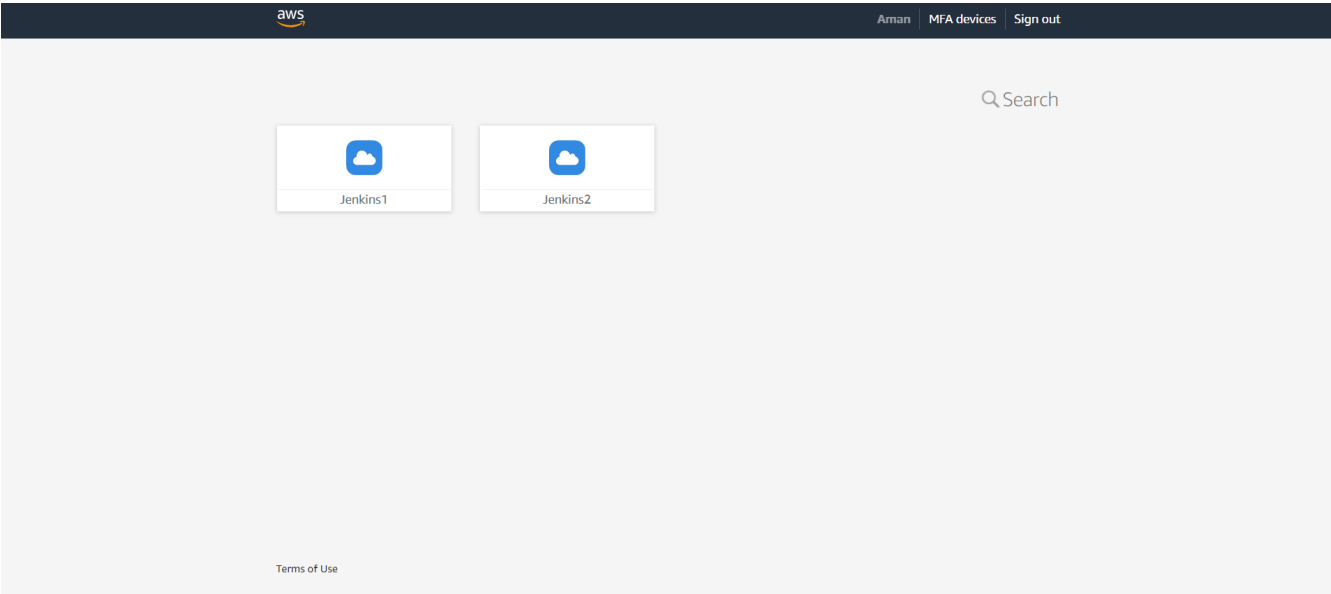 aws
Aman MFA devices Sign out
Search
Jenkins1 Jenkins2
Terms of Use